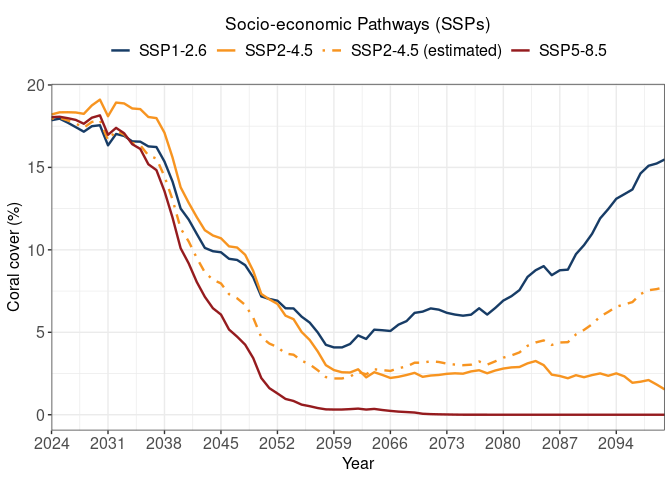 Socio-economic Pathways (SSPs)
SSP1-2.6 SSP2-4.5 SSP2-4.5 (estimated) SSP5-8.5
20
15
10
5
0
Coral cover (%)
2024 2031 2038 2045 2052 2059 2066 2073 2080 2087 2094
Year